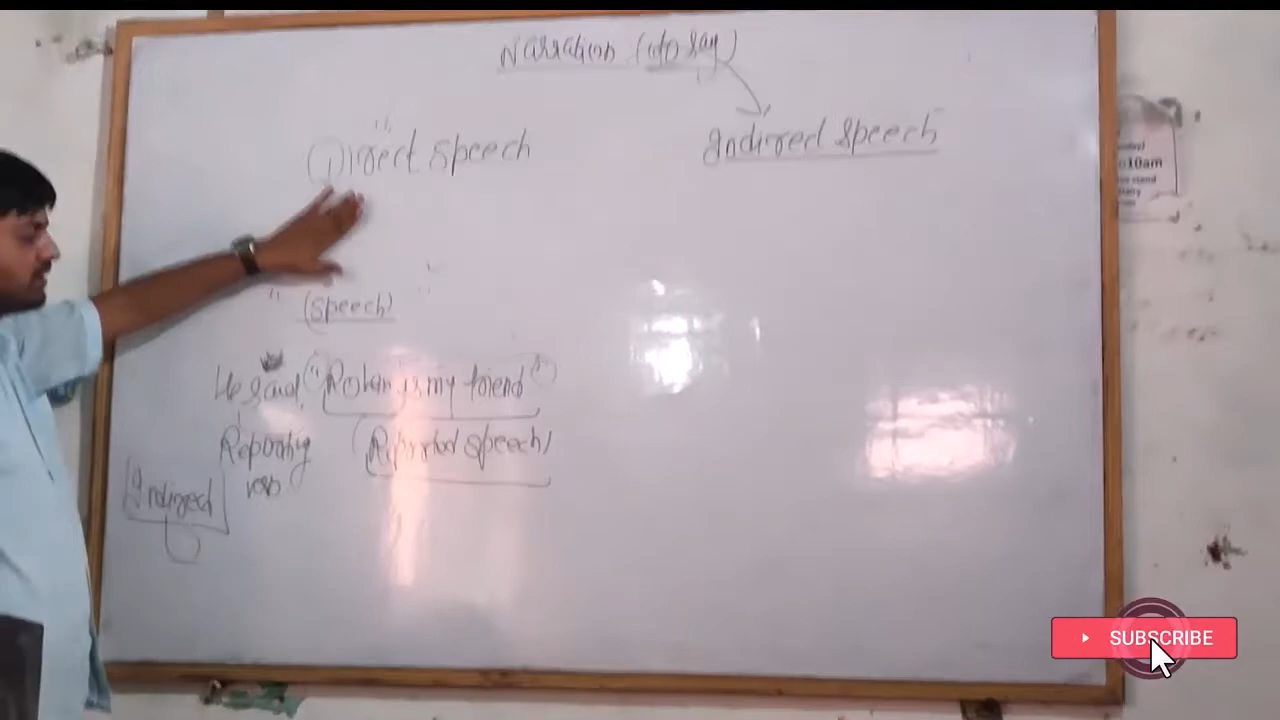 Narration (to say)
Direct speech
Indirect speech
(speech)
He said, "Rohan is my friend"
Reporting verb
(Reported speech)
Indirect
10am
SUBSCRIBE